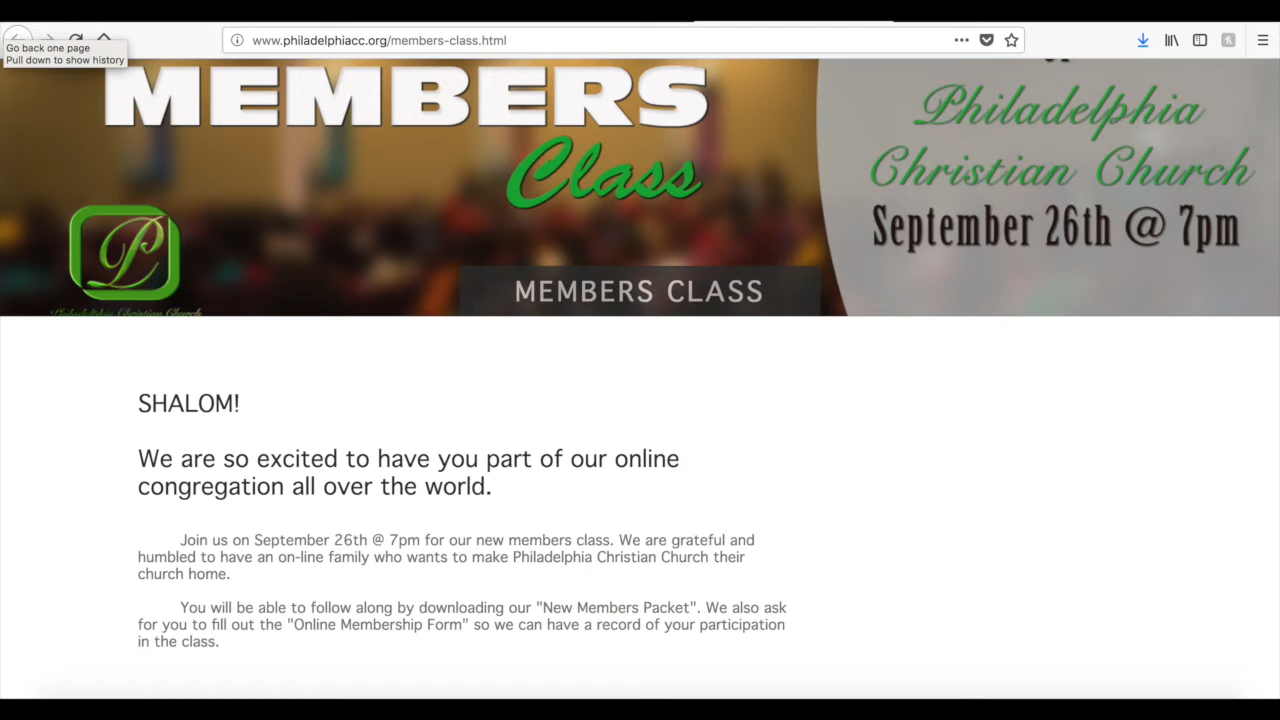 Go back one page
Pull down to show history
www.philadelphiacc.org/members-class.html
MEMBERS
Class
Philadelphia
Christian Church
September 26th @ 7pm
P
Philadelphia Christian Church
MEMBERS CLASS
SHALOM!
We are so excited to have you part of our online
congregation all over the world.
Join us on September 26th @ 7pm for our new members class. We are grateful and
humbled to have an on-line family who wants to make Philadelphia Christian Church their
church home.
You will be able to follow along by downloading our "New Members Packet". We also ask
for you to fill out the "Online Membership Form" so we can have a record of your participation
in the class.